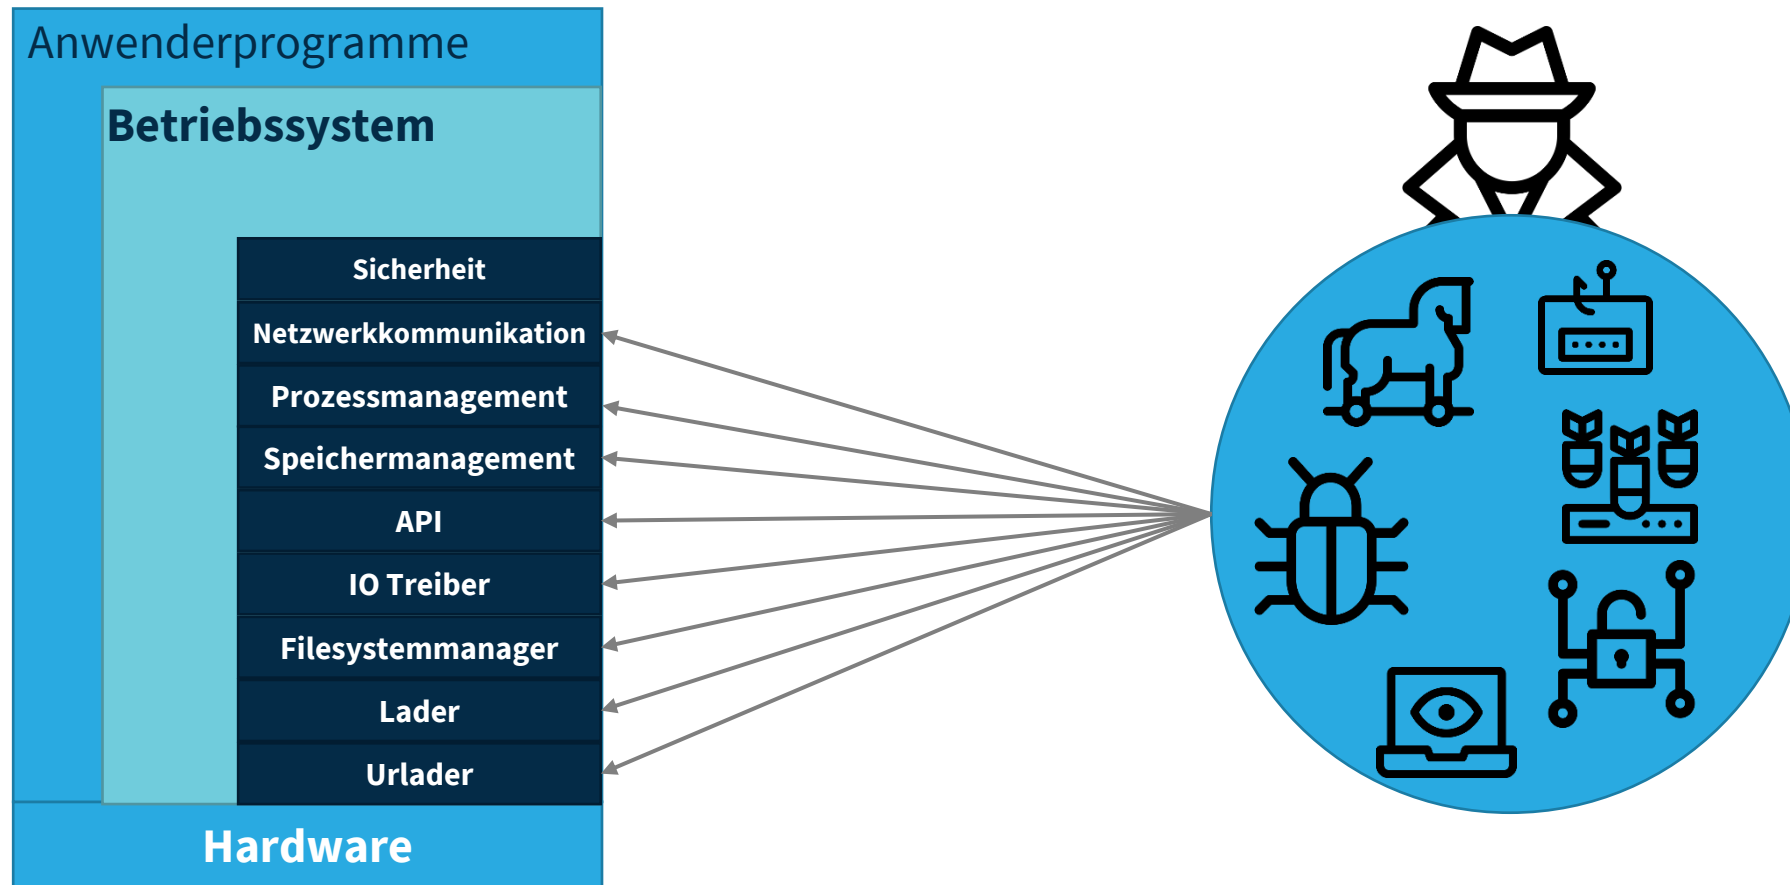 Anwenderprogramme
Betriebssystem
Sicherheit
Netzwerkkommunikation
Prozessmanagement
Speichermanagement
API
IO Treiber
Filesystemmanager
Lader
Urlader
Hardware